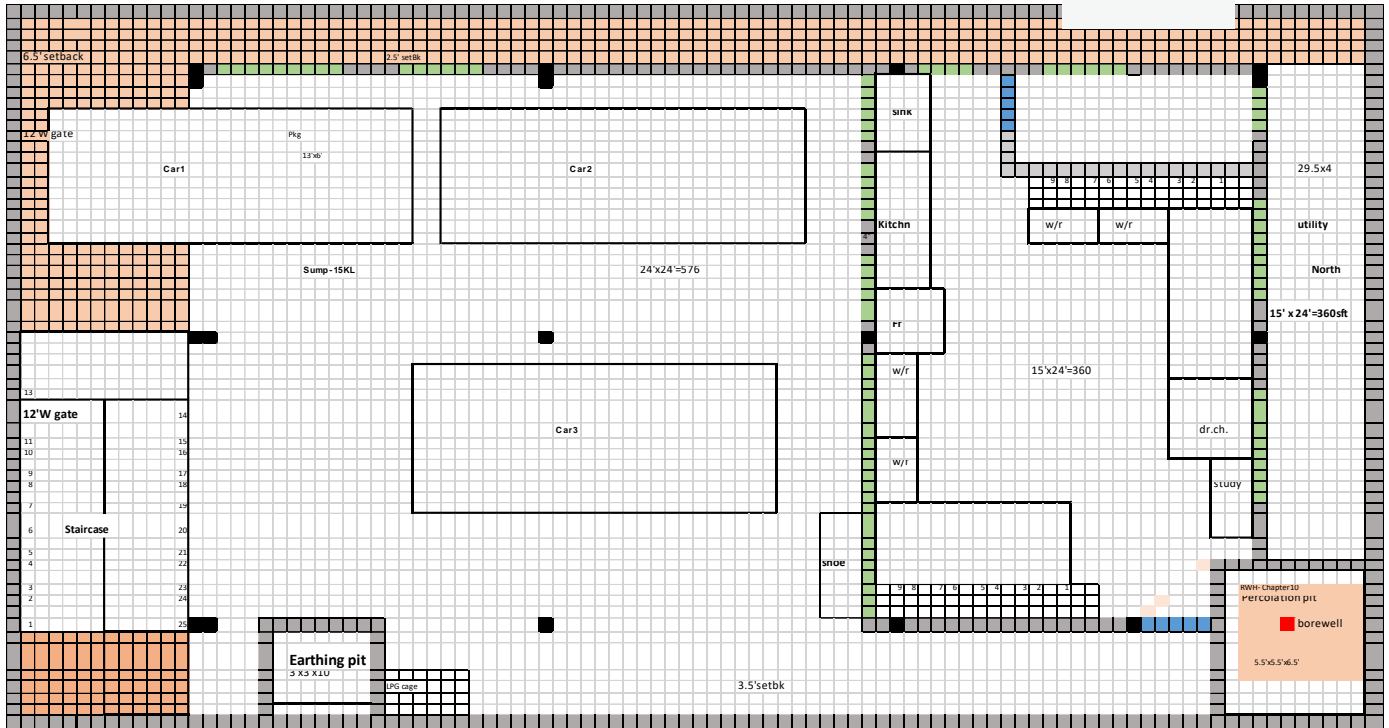 6.5' setback
2.5' setBk
12'W gate
Pkg
13'x6'
Car1
Car2
sink
Kitchn
4'
9 8 7 6 5 4 3 2 1
w/r
w/r
29.5x4
utility
North
15' x 24'=360sft
Sump-15KL
24'x24'=576
Fr
w/r
15'x24'=360
w/r
dr.ch.
study
Car3
13
12'W gate
14
11
15
10
16
9
17
8
18
7
19
6
Staircase
20
5
21
4
22
3
23
2
24
1
25
shoe
9 8 7 6 5 4 3 2 1
RWH- Chapter10
Percolation pit
borewell
5.5'x5.5'x6.5'
Earthing pit
3'x3'x10'
LPG cage
3.5'setbk